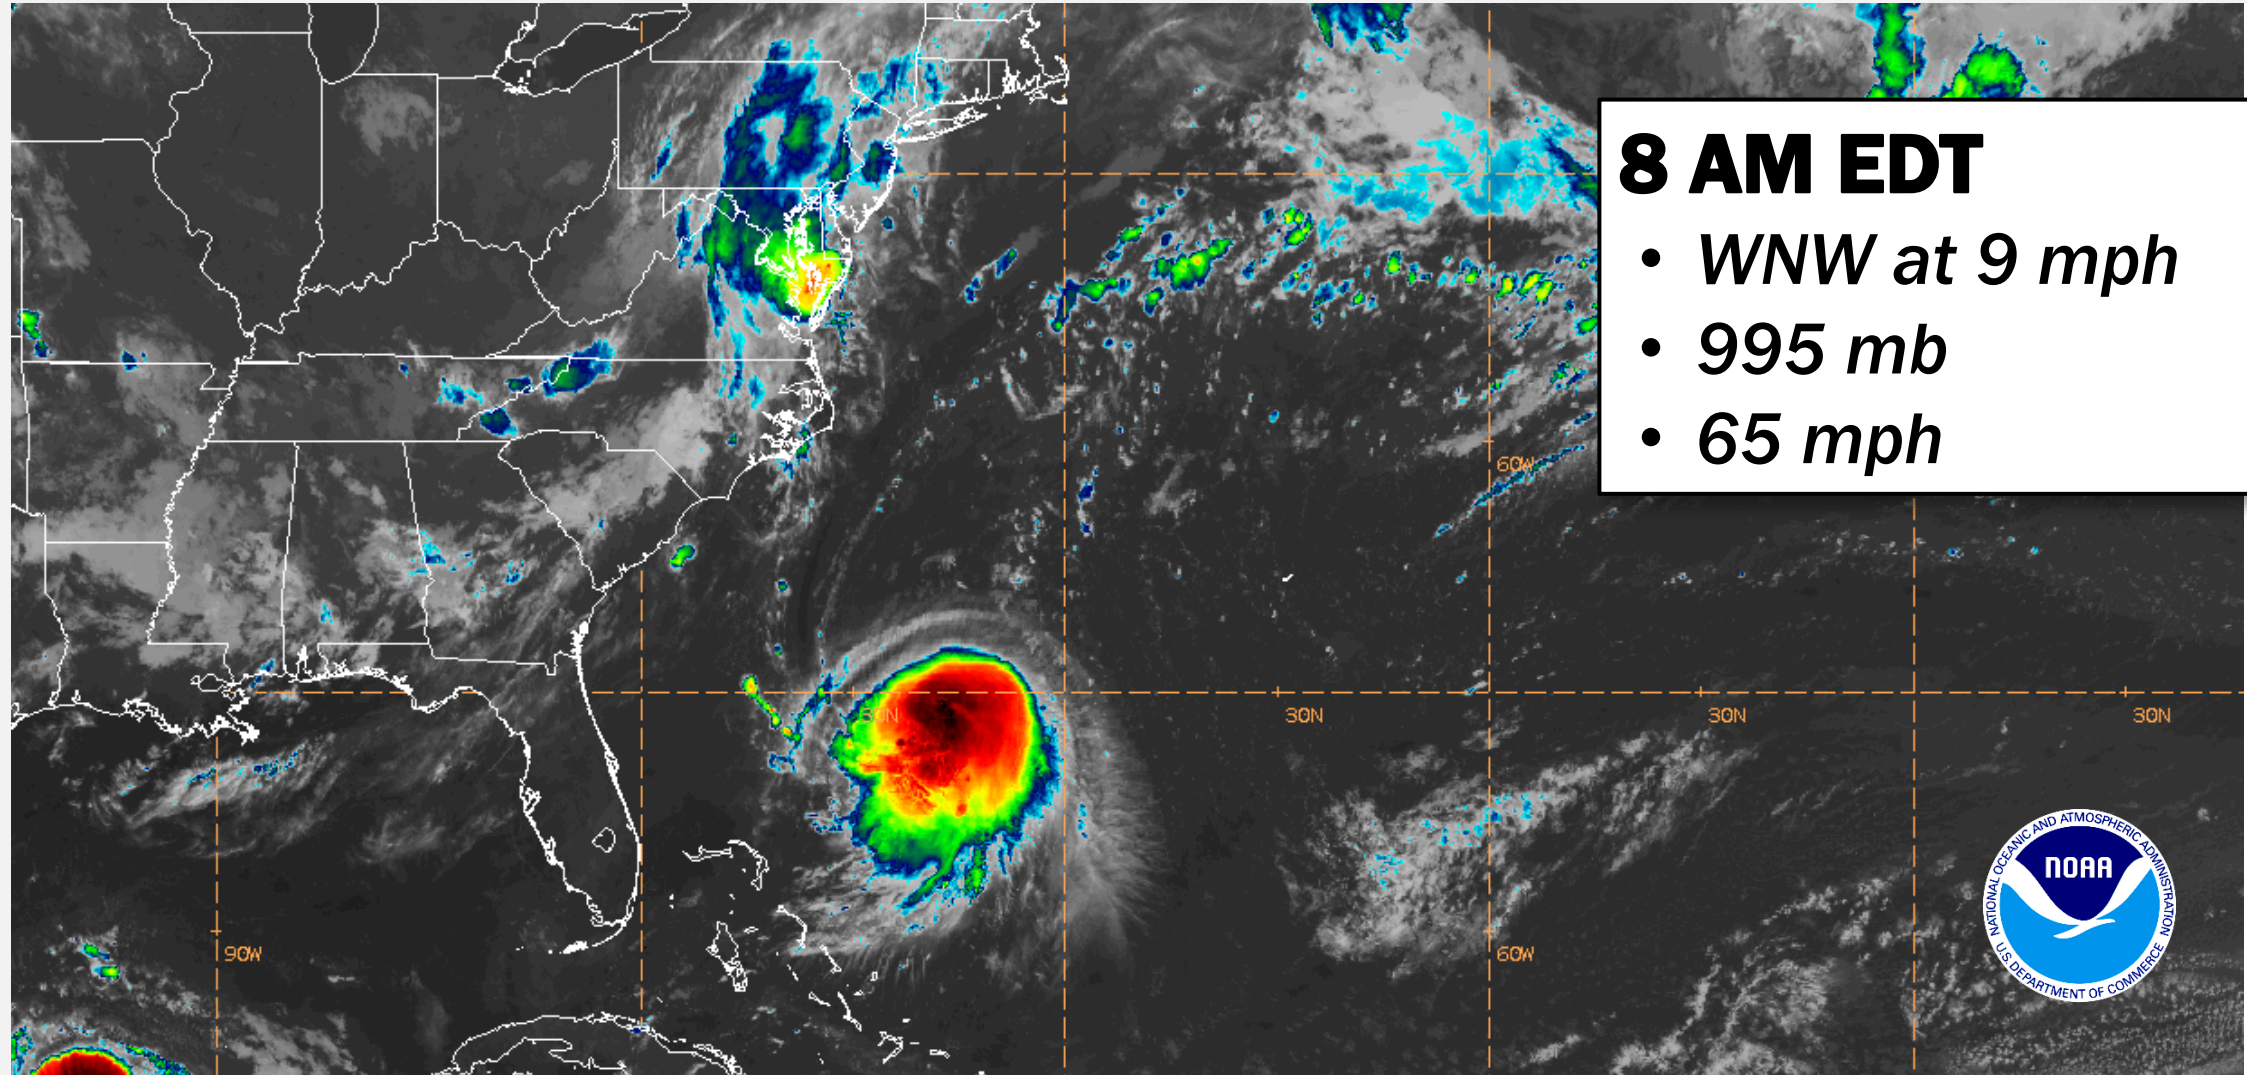 8 AM EDT
• WNW at 9 mph
• 995 mb
• 65 mph
60W
30N
30N
30N
30N
90W
60W
NATIONAL OCEANIC AND ATMOSPHERIC ADMINISTRATION
NOAA
U.S. DEPARTMENT OF COMMERCE